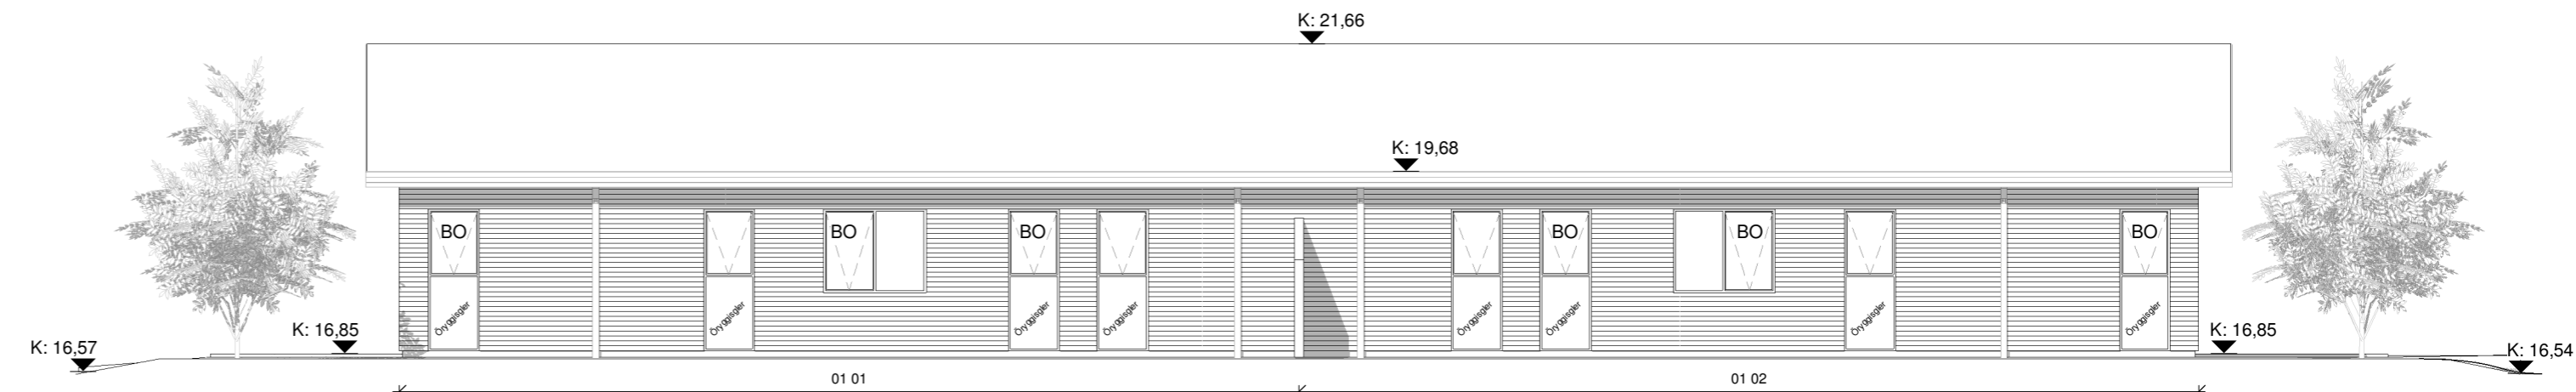 K: 21,66
K: 19,68
BO
BO
BO
BO
BO
BO
Öryggisgler
Öryggisgler
Öryggisgler
Öryggisgler
Öryggisgler
Öryggisgler
Öryggisgler
Öryggisgler
K: 16,85
K: 16,85
K: 16,57
K: 16,54
01 01
01 02